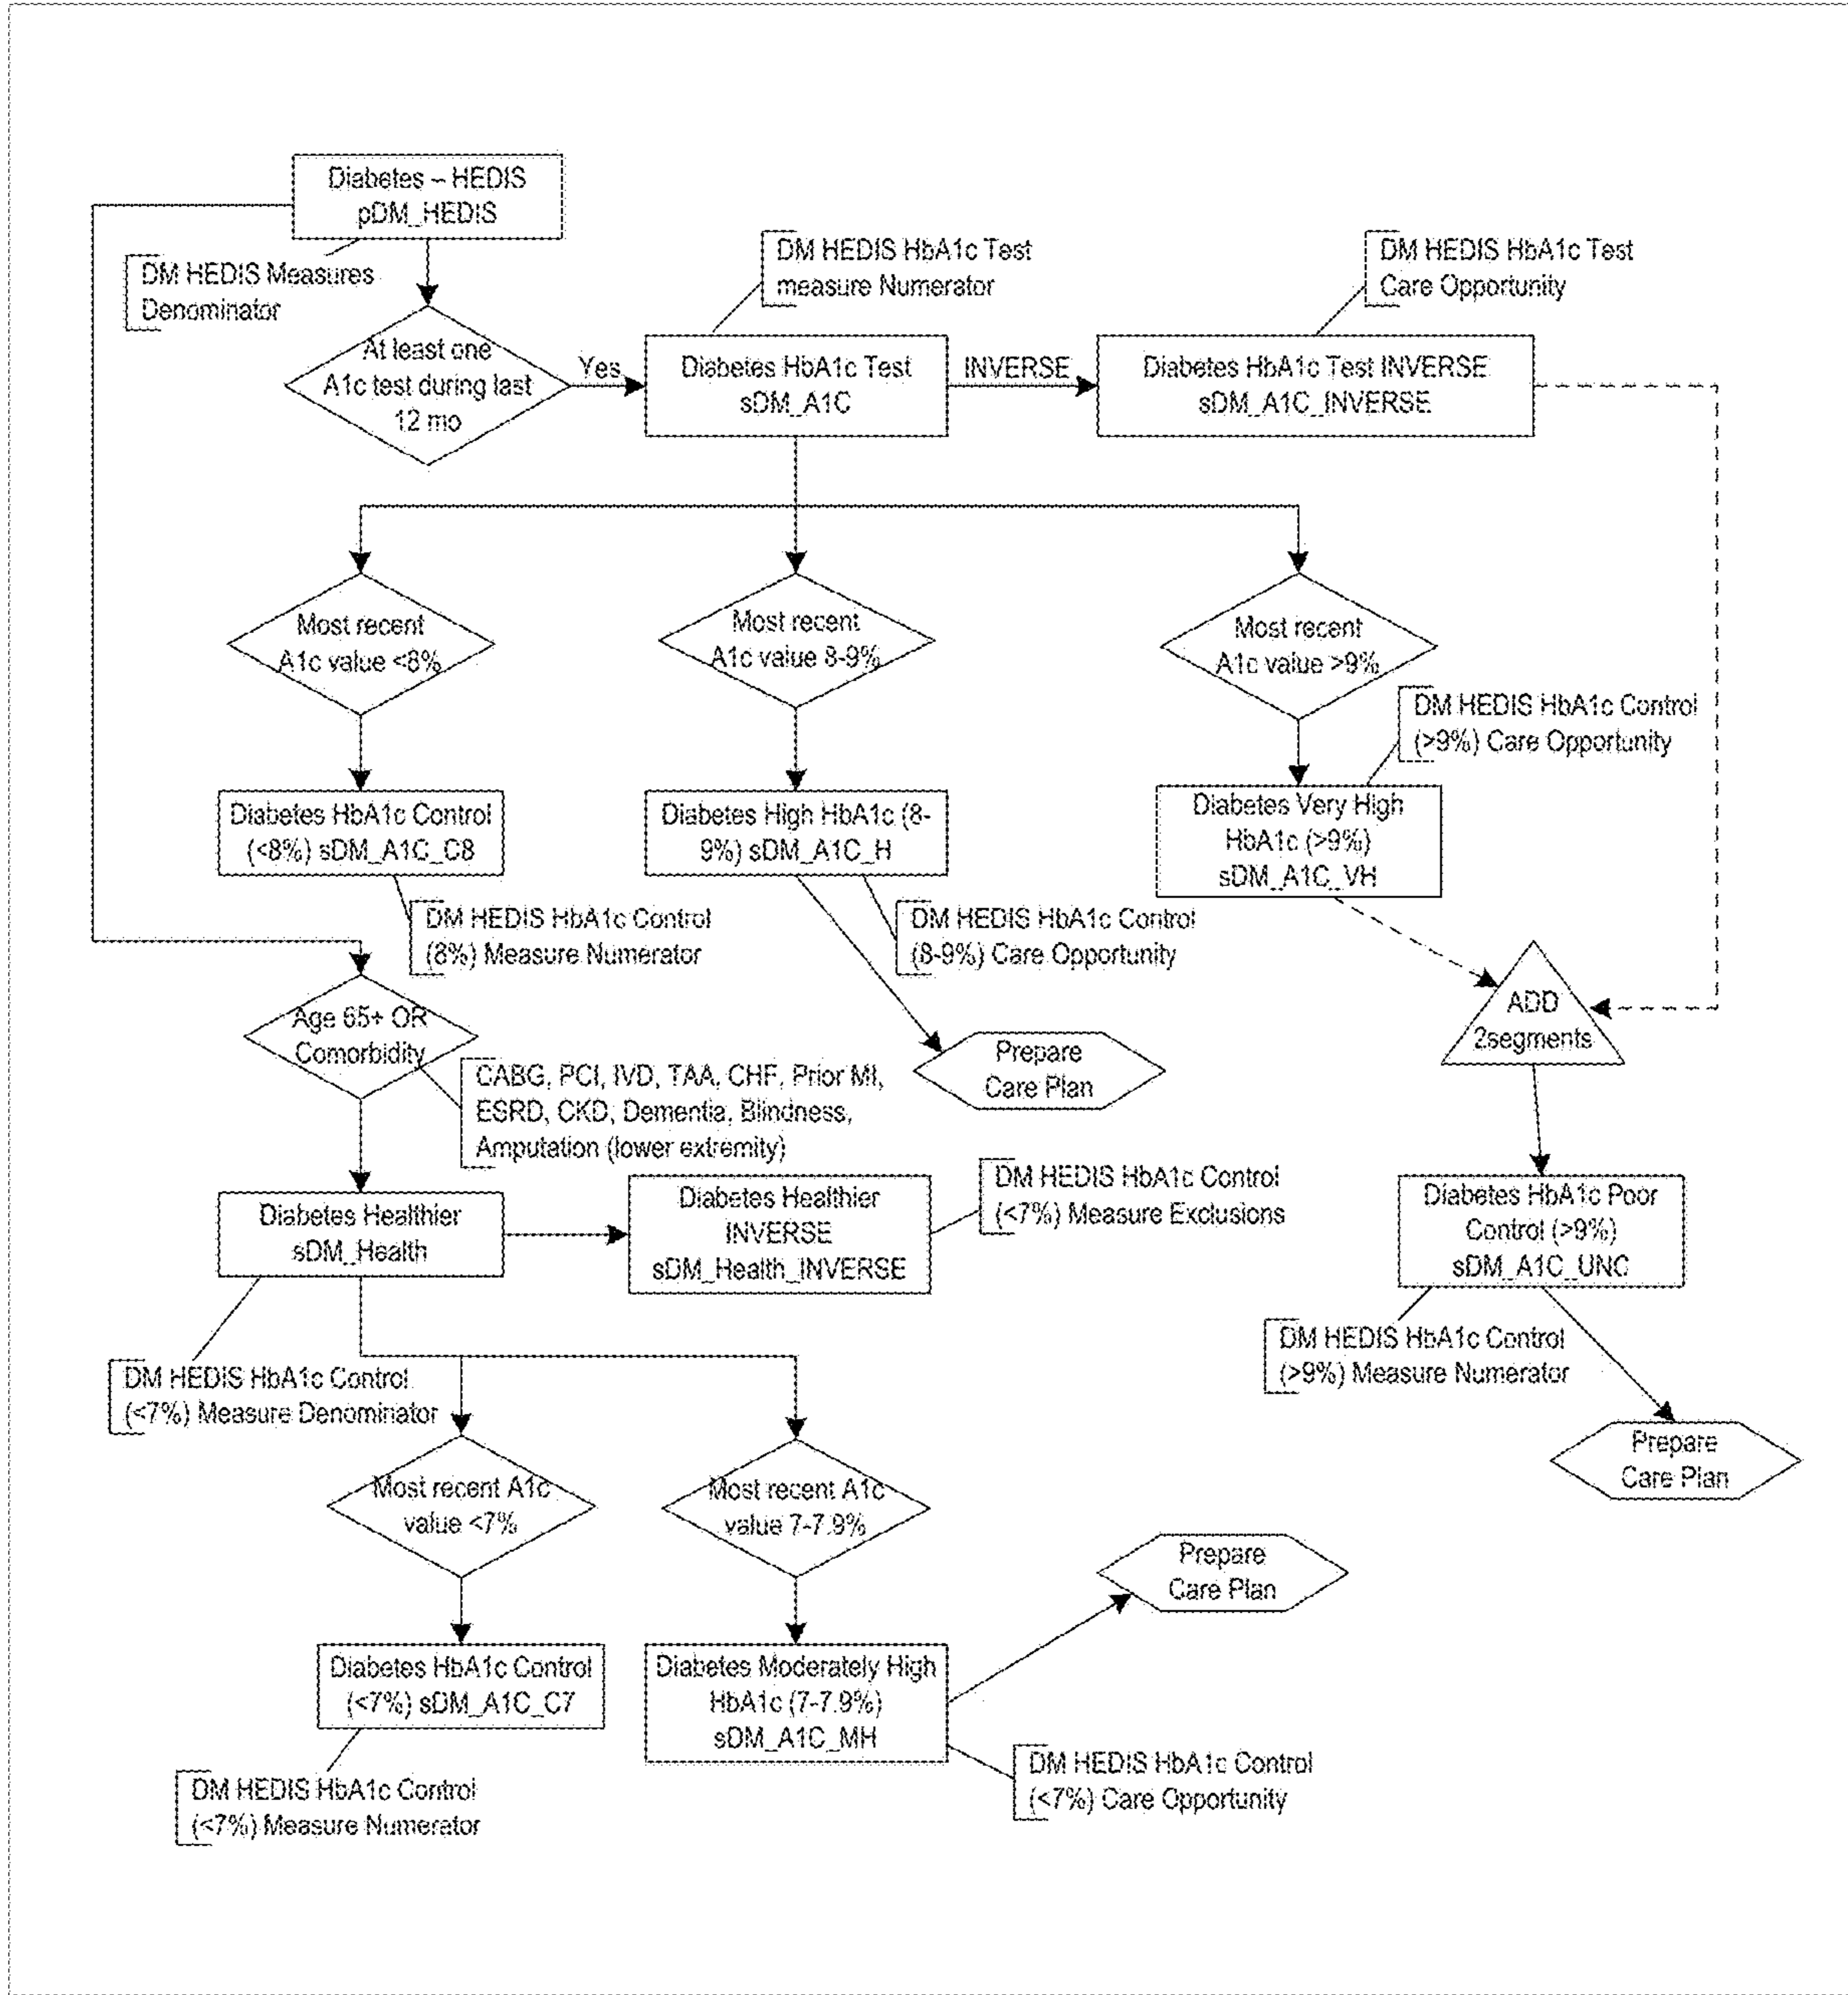 Diabetes – HEDIS
pDM_HEDIS
DM HEDIS Measures
Denominator
At least one
A1c test during last
12 mo
Yes
DM HEDIS HbA1c Test
measure Numerator
Diabetes HbA1c Test
sDM_A1C
INVERSE
DM HEDIS HbA1c Test
Care Opportunity
Diabetes HbA1c Test INVERSE
sDM_A1C_INVERSE
Most recent
A1c value <8%
Most recent
A1c value 8-9%
Most recent
A1c value >9%
DM HEDIS HbA1c Control
(>9%) Care Opportunity
Diabetes HbA1c Control
(<8%) sDM_A1C_C8
Diabetes High HbA1c (8-
9%) sDM_A1C_H
Diabetes Very High
HbA1c (>9%)
sDM_A1C_VH
DM HEDIS HbA1c Control
(8%) Measure Numerator
DM HEDIS HbA1c Control
(8-9%) Care Opportunity
ADD
2segments
Age 65+ OR
Comorbidity
CABG, PCI, IVD, TAA, CHF, Prior MI,
ESRD, CKD, Dementia, Blindness,
Amputation (lower extremity)
Prepare
Care Plan
Diabetes Healthier
sDM_Health
Diabetes Healthier
INVERSE
sDM_Health_INVERSE
DM HEDIS HbA1c Control
(<7%) Measure Exclusions
Diabetes HbA1c Poor
Control (>9%)
sDM_A1C_UNC
DM HEDIS HbA1c Control
(>9%) Measure Numerator
Prepare
Care Plan
DM HEDIS HbA1c Control
(<7%) Measure Denominator
Most recent A1c
value <7%
Most recent A1c
value 7-7.9%
Prepare
Care Plan
Diabetes HbA1c Control
(<7%) sDM_A1C_C7
Diabetes Moderately High
HbA1c (7-7.9%)
sDM_A1C_MH
DM HEDIS HbA1c Control
(<7%) Measure Numerator
DM HEDIS HbA1c Control
(<7%) Care Opportunity